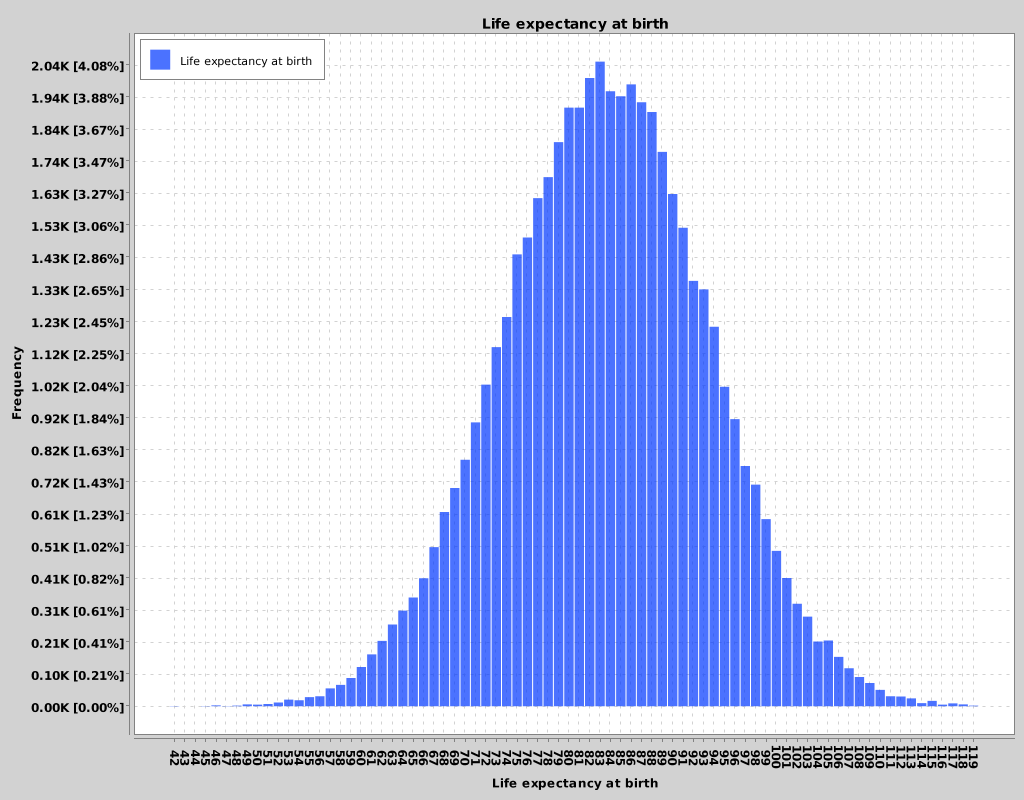 Life expectancy at birth
Life expectancy at birth
2.04K [4.08%]
1.94K [3.88%]
1.84K [3.67%]
1.74K [3.47%]
1.63K [3.27%]
1.53K [3.06%]
1.43K [2.86%]
1.33K [2.65%]
1.23K [2.45%]
1.12K [2.25%]
1.02K [2.04%]
0.92K [1.84%]
0.82K [1.63%]
0.72K [1.43%]
0.61K [1.23%]
0.51K [1.02%]
0.41K [0.82%]
0.31K [0.61%]
0.21K [0.41%]
0.10K [0.21%]
0.00K [0.00%]
Frequency
42 43 44 45 46 47 48 49 50 51 52 53 54 55 56 57 58 59 60 61 62 63 64 65 66 67 68 69 70 71 72 73 74 75 76 77 78 79 80 81 82 83 84 85 86 87 88 89 90 91 92 93 94 95 96 97 98 99 100 101 102 103 104 105 106 107 108 109 110 111 112 113 114 115 116 117 118 119
Life expectancy at birth